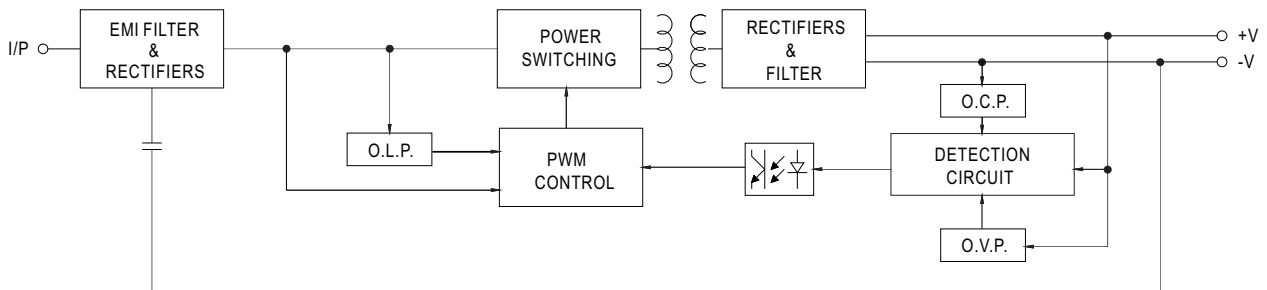 I/P
EMI FILTER
&
RECTIFIERS
POWER
SWITCHING
RECTIFIERS
&
FILTER
+V
-V
O.C.P.
O.L.P.
PWM
CONTROL
DETECTION
CIRCUIT
O.V.P.